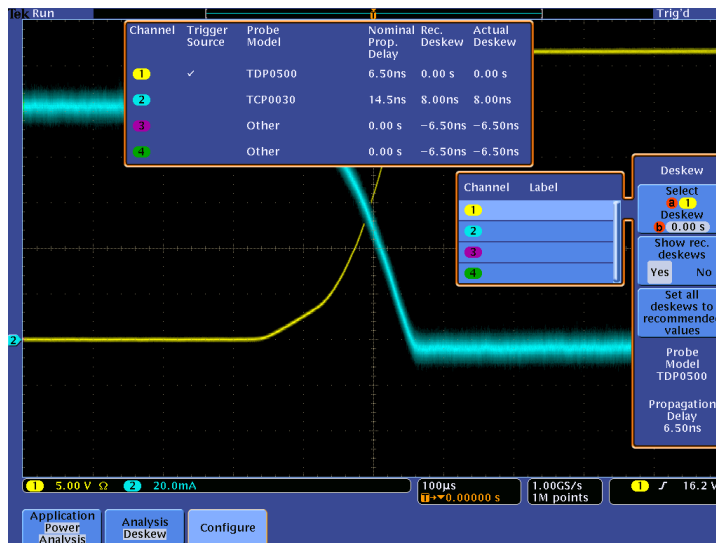 Tek Run
Trig'd
Channel Trigger Source Probe Model Nominal Prop. Delay Rec. Deskew Actual Deskew
1 ✓ TDP0500 6.50ns 0.00 s 0.00 s
2 TCP0030 14.5ns 8.00ns 8.00ns
3 Other 0.00 s −6.50ns −6.50ns
4 Other 0.00 s −6.50ns −6.50ns
Channel Label
1
2
3
4
Deskew
Select
a 1
Deskew
b 0.00 s
Show rec.
deskews
Yes No
Set all
deskews to
recommende
values
Probe
Model
TDP0500
Propagation
Delay
6.50ns
2
1 5.00 V Ω 2 20.0mA
100µs
T→▼0.00000 s
1.00GS/s
1M points
1 ∫ 16.2 V
Application
Power
Analysis
Analysis
Deskew
Configure